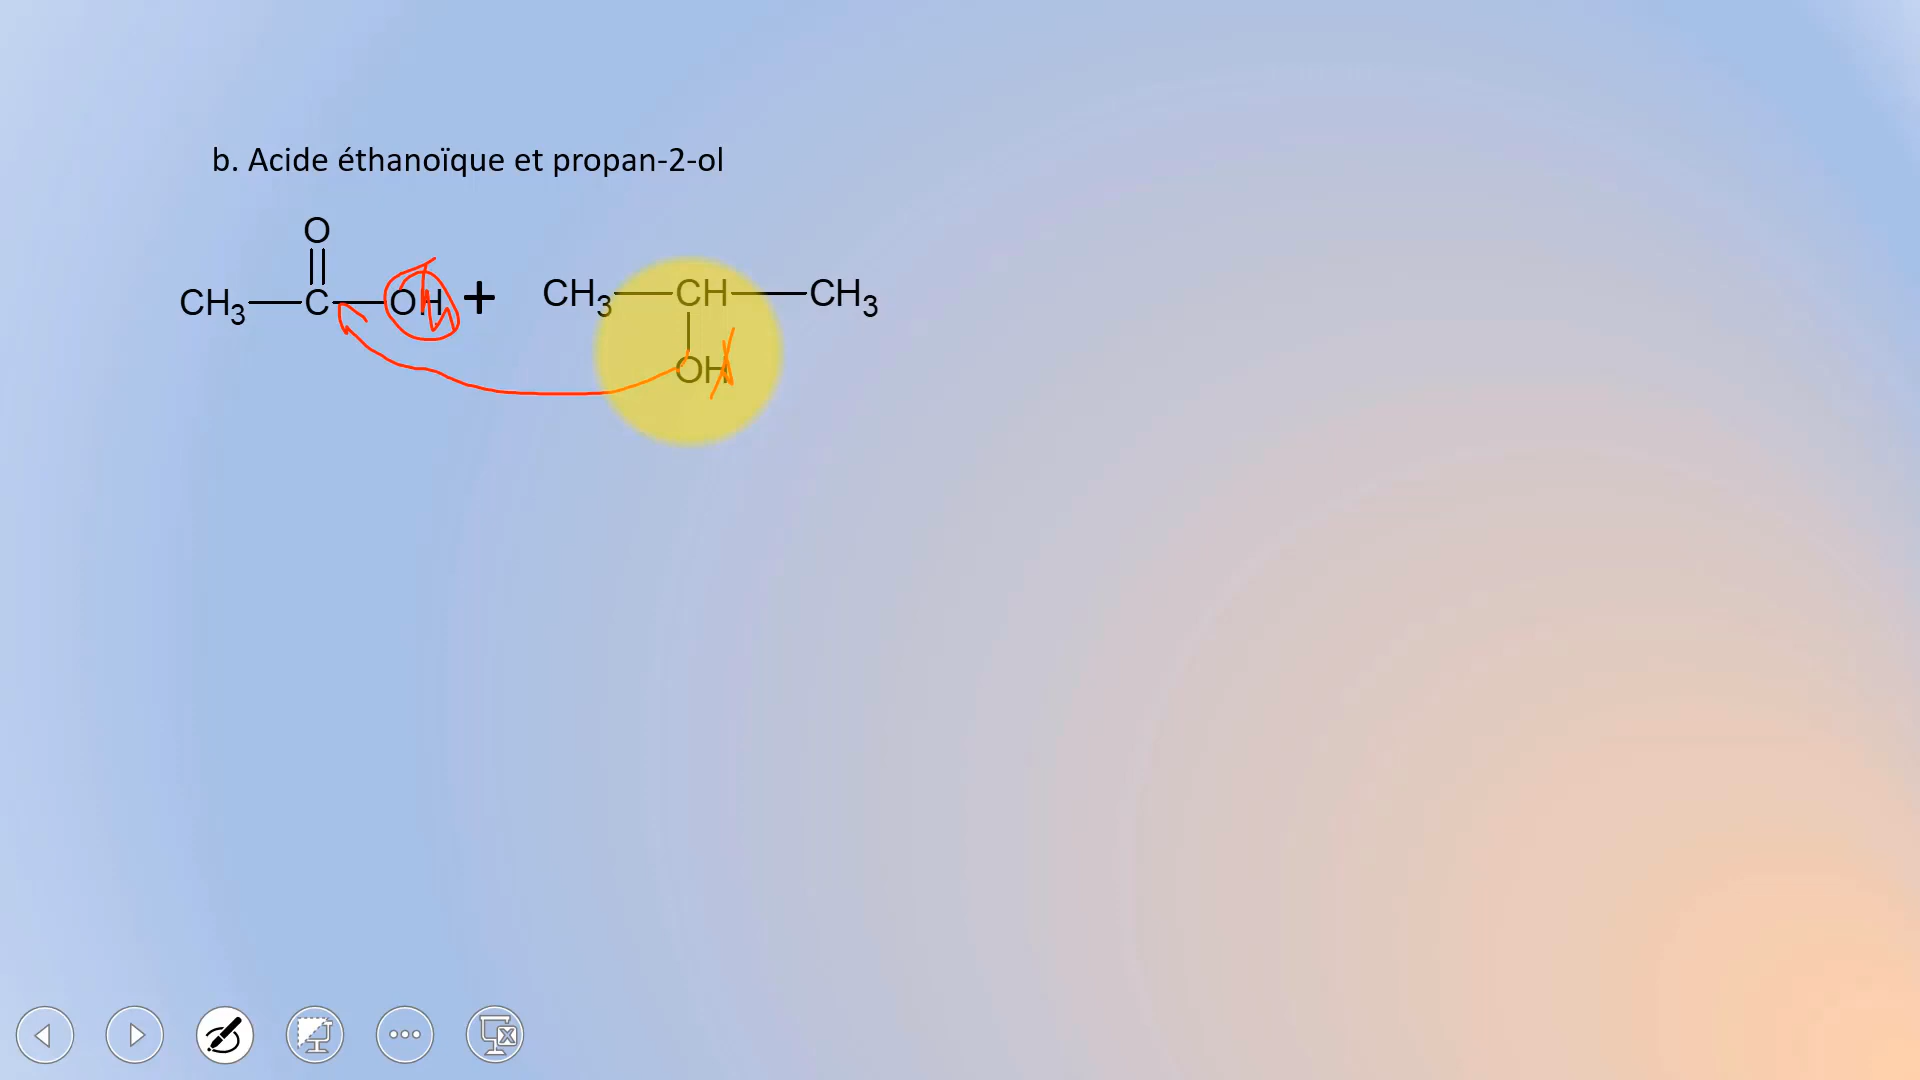 b. Acide éthanoïque et propan-2-ol
O
CH3 C OH + CH3 CH CH3
OH